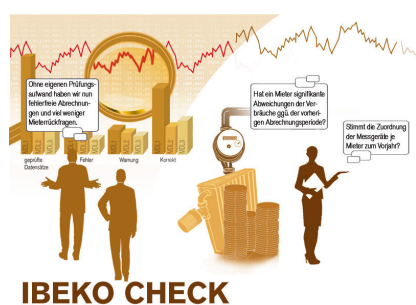 Ohne eigenen Prüfungs-
aufwand haben wir nun
fehlerfreie Abrechnun-
gen und viel weniger
Mieterrückfragen.
Hat ein Mieter signifikante
Abweichungen der Ver-
bräuche ggü. der vorheri-
gen Abrechnungsperiode?
Stimmt die Zuordnung
der Messgeräte je
Mieter zum Vorjahr?
geprüfte
Datensätze
Fehler
Warnung
Korrekt
IBEKO CHECK